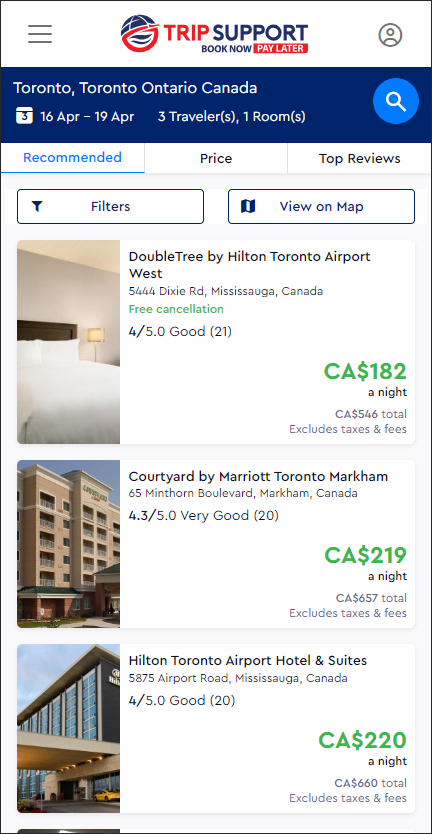 TRIP SUPPORT
BOOK NOW PAY LATER
Toronto, Toronto Ontario Canada
3 16 Apr – 19 Apr 3 Traveler(s), 1 Room(s)
Recommended Price Top Reviews
Filters View on Map
DoubleTree by Hilton Toronto Airport
West
5444 Dixie Rd, Mississauga, Canada
Free cancellation
4/5.0 Good (21)
CA$182
a night
CA$546 total
Excludes taxes & fees
COURTYARD
Courtyard by Marriott Toronto Markham
65 Minthorn Boulevard, Markham, Canada
4.3/5.0 Very Good (20)
CA$219
a night
CA$657 total
Excludes taxes & fees
Hilton Toronto Airport Hotel & Suites
5875 Airport Road, Mississauga, Canada
4/5.0 Good (20)
CA$220
a night
CA$660 total
Excludes taxes & fees